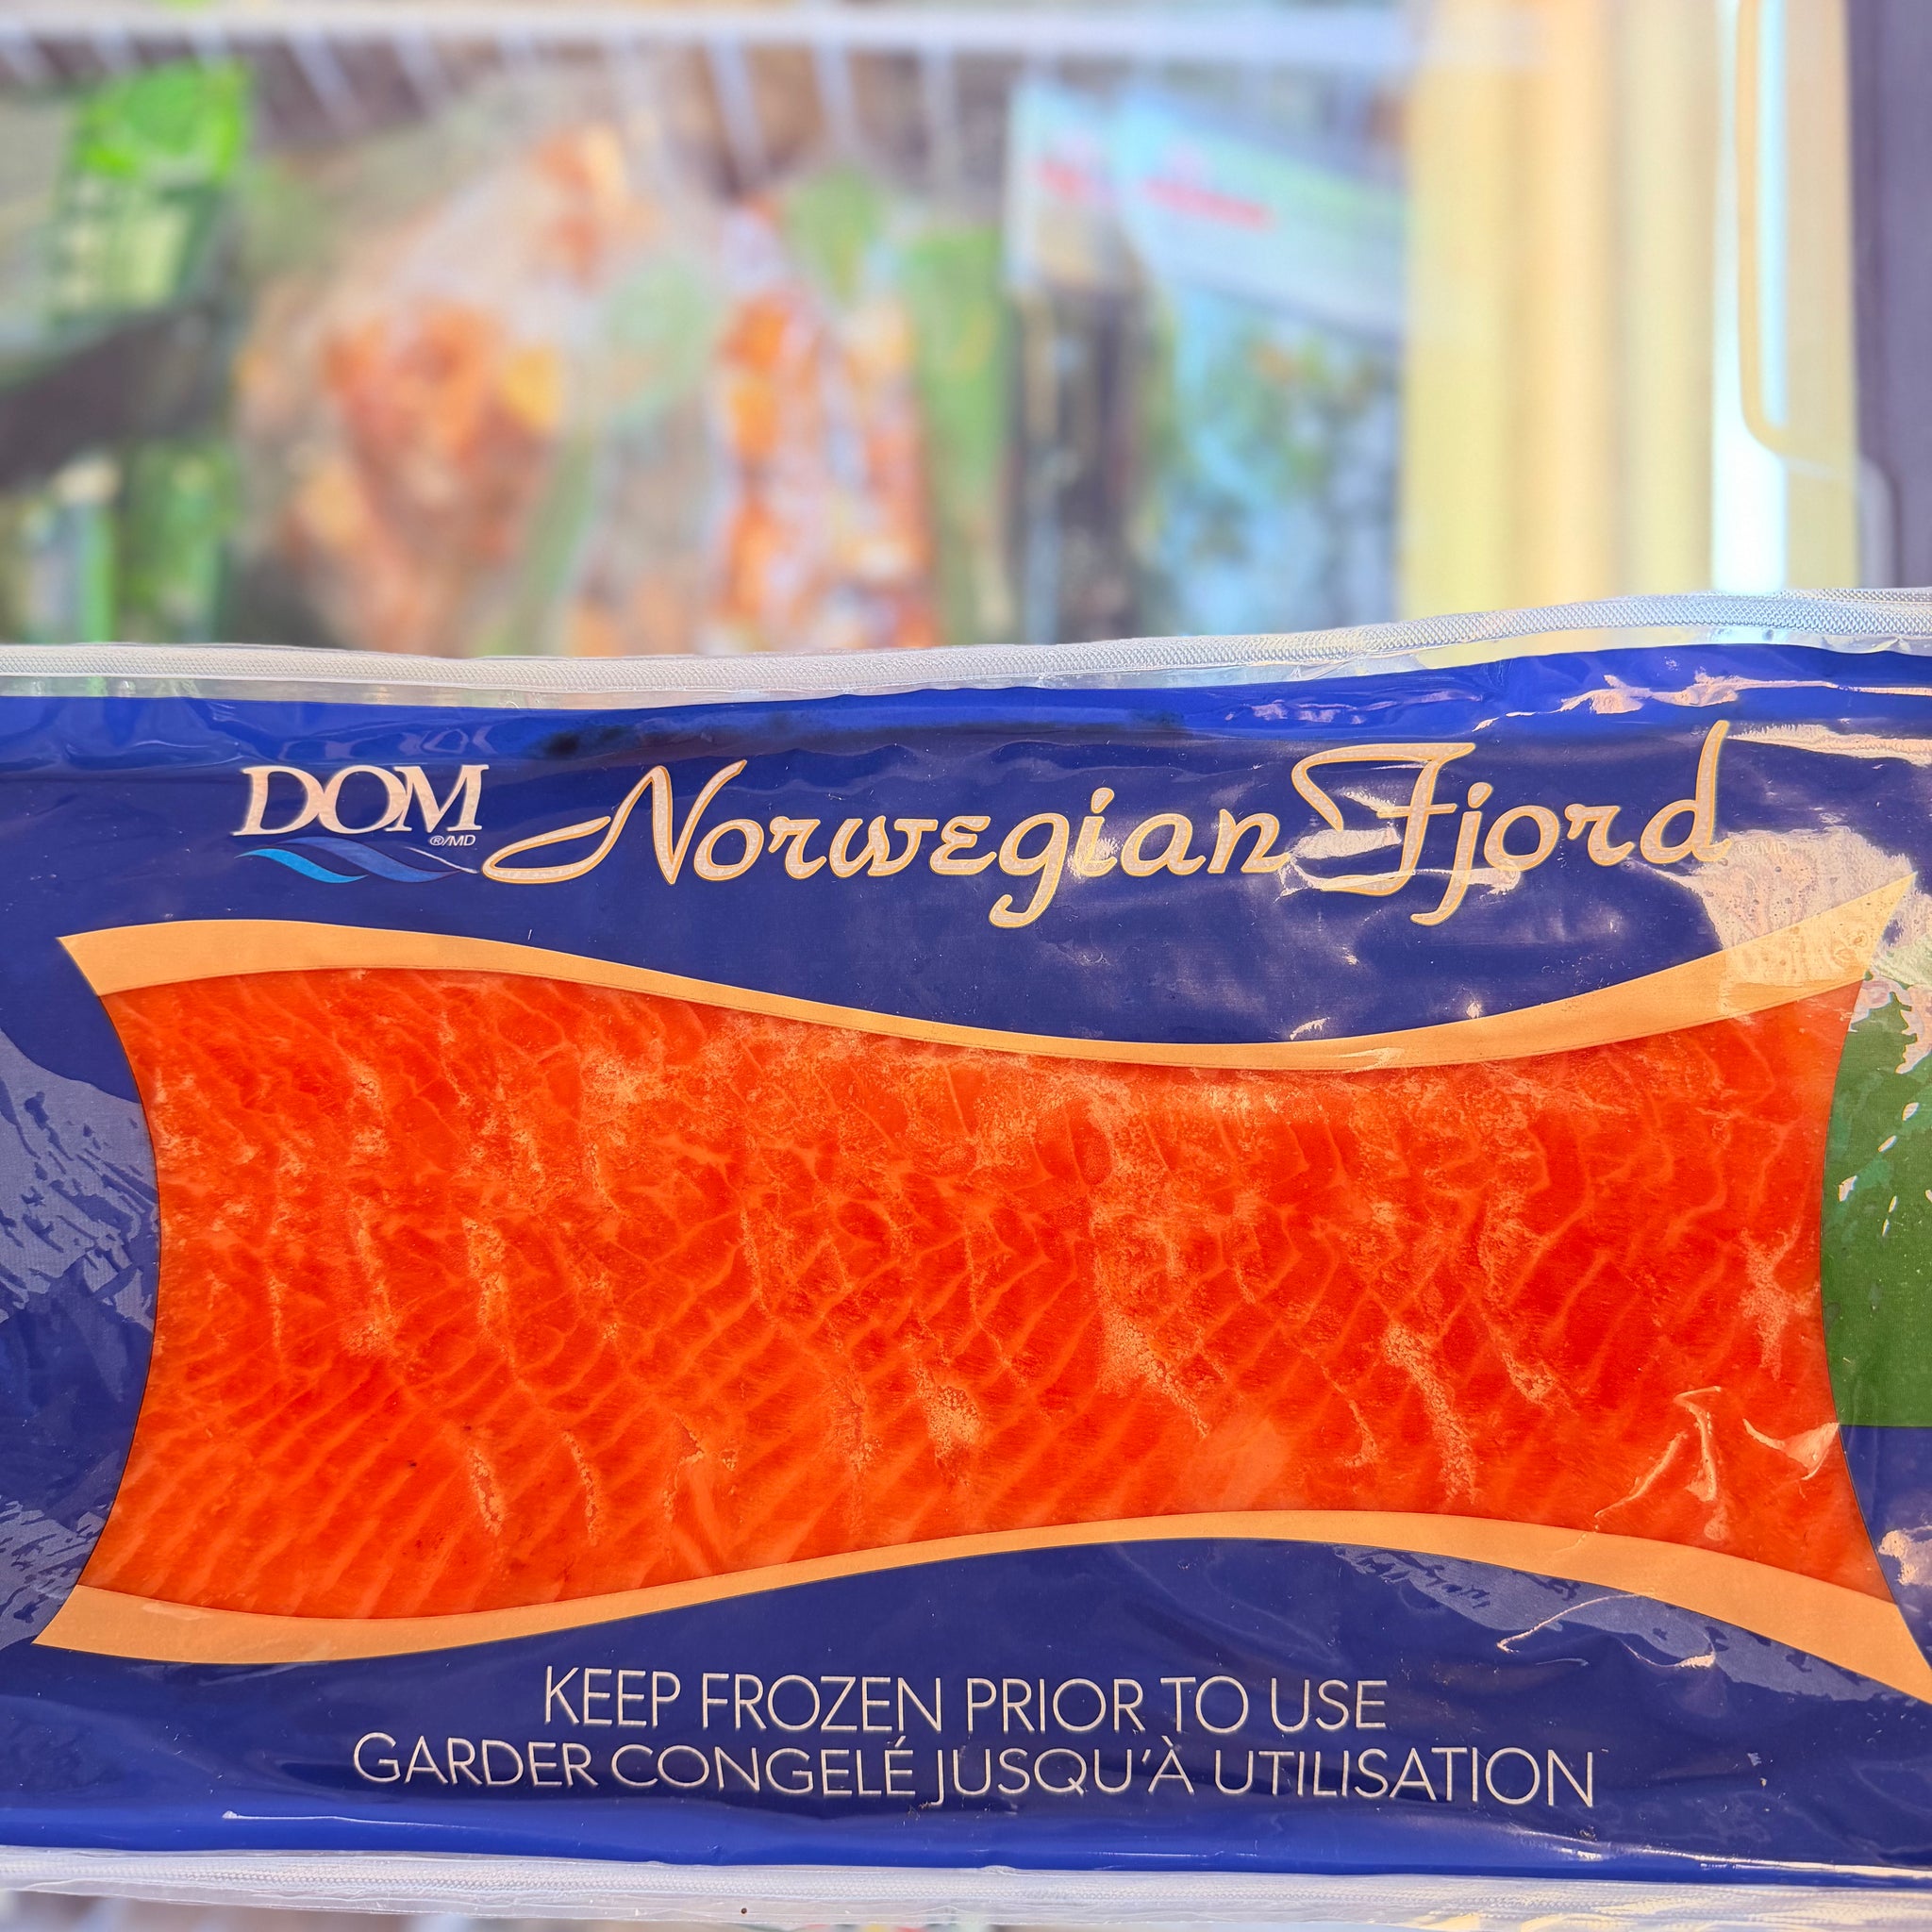 DOM Norwegian Fjord
®/MD
®/MD
KEEP FROZEN PRIOR TO USE
GARDER CONGELÉ JUSQU'À UTILISATION